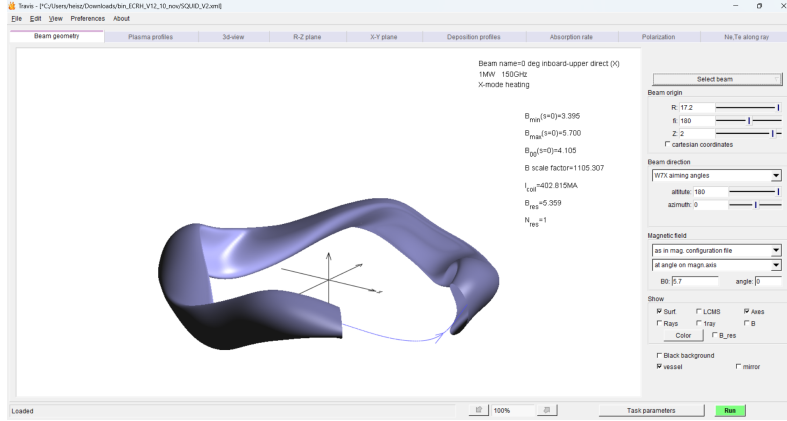 Travis - [*C:/Users/heisz/Downloads/bin_ECRH_V12_10_nov/SQUID_V2.xml]
File Edit View Preferences About
Beam geometry Plasma profiles 3d-view R-Z plane X-Y plane Deposition profiles Absorption rate Polarization Ne,Te along ray
Beam name=0 deg inboard-upper direct (X)
1MW 150GHz
X-mode heating
Bmin(s=0)=3.395
Bmax(s=0)=5.700
B00(s=0)=4.105
B scale factor=1105.307
Icoil=402.815MA
Bres=5.359
Nres=1
Select beam
Beam origin
R: 17.2
fi: 180
Z: 2
cartesian coordinates
Beam direction
W7X aiming angles
altitute: 180
azimuth: 0
Magnetic field
as in mag. configuration file
at angle on magn.axis
B0: 5.7 angle: 0
Show
Surf LCMS Axes
Rays 1ray B
Color B_res
Black background
vessel mirror
Loaded 100% Task parameters Run